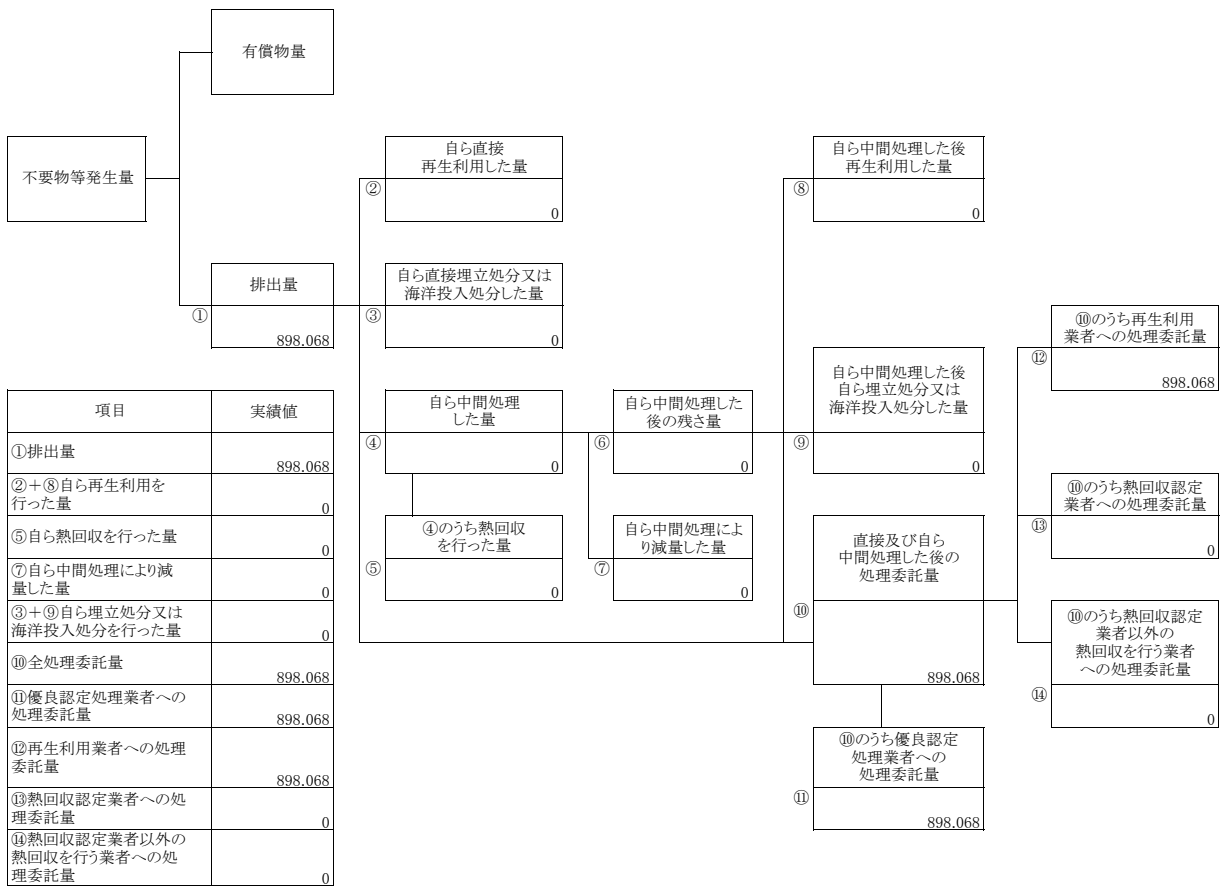 有償物量
不要物等発生量
自ら直接
再生利用した量
②
0
自ら中間処理した後
再生利用した量
⑧
0
排出量
①
898.068
自ら直接埋立処分又は
海洋投入処分した量
③
0
⑩のうち再生利用
業者への処理委託量
⑫
898.068
自ら中間処理
した量
④
0
自ら中間処理した
後の残さ量
⑥
0
自ら中間処理した後
自ら埋立処分又は
海洋投入処分した量
⑨
0
⑩のうち熱回収認定
業者への処理委託量
⑬
0
④のうち熱回収
を行った量
⑤
0
自ら中間処理によ
り減量した量
⑦
0
直接及び自ら
中間処理した後の
処理委託量
⑩
898.068
⑩のうち熱回収認定
業者以外の
熱回収を行う業者
への処理委託量
⑭
0
⑩のうち優良認定
処理業者への
処理委託量
⑪
898.068
項目 実績値
①排出量
898.068
②＋⑧自ら再生利用を
行った量
0
⑤自ら熱回収を行った量
0
⑦自ら中間処理により減
量した量
0
③＋⑨自ら埋立処分又は
海洋投入処分を行った量
0
⑩全処理委託量
898.068
⑪優良認定処理業者への
処理委託量
898.068
⑫再生利用業者への処理
委託量
898.068
⑬熱回収認定業者への処
理委託量
0
⑭熱回収認定業者以外の
熱回収を行う業者への処
理委託量
0